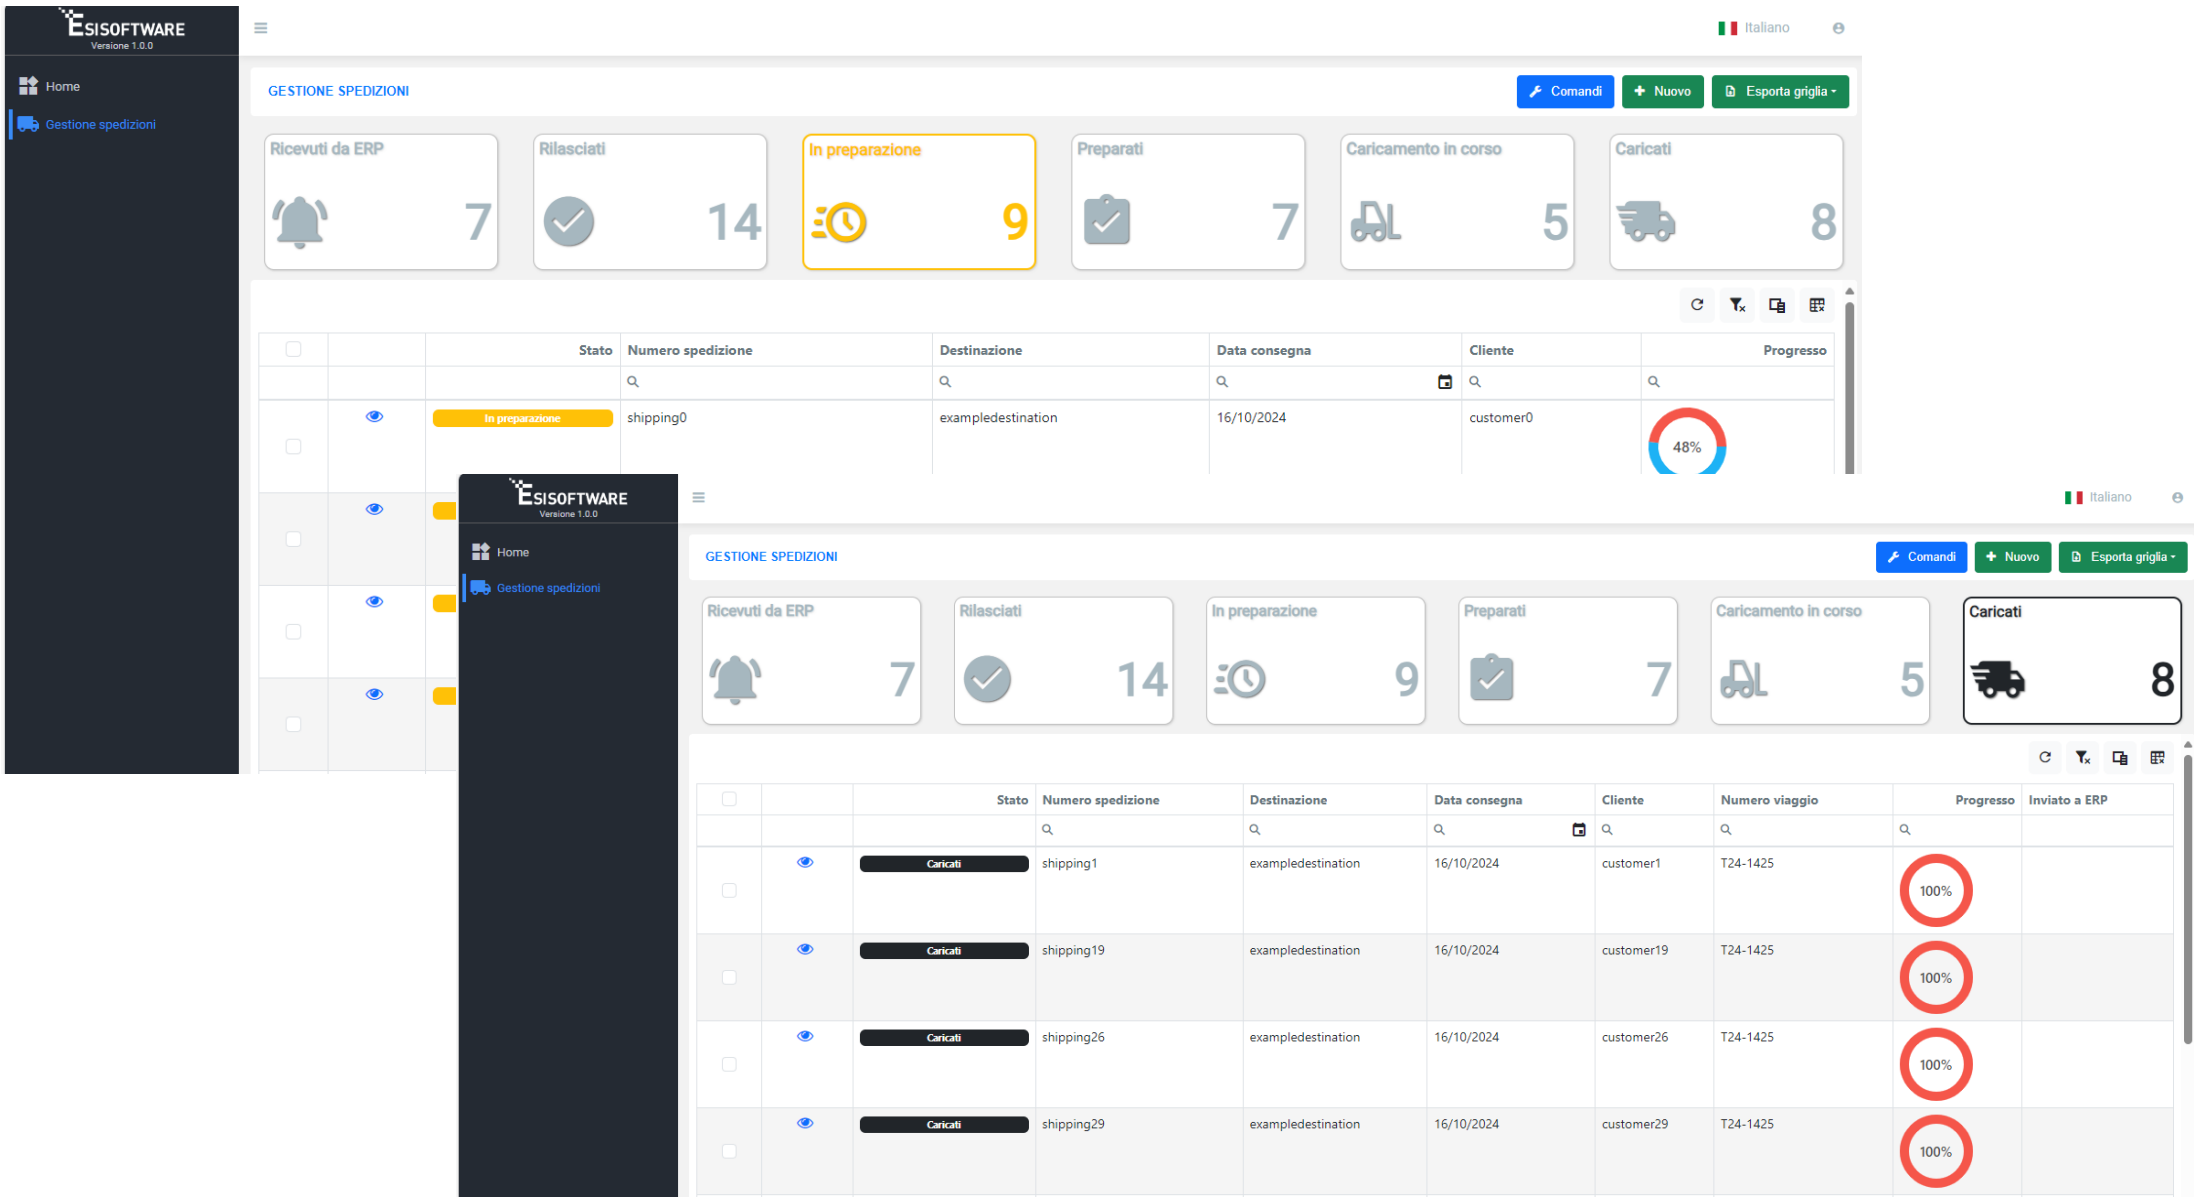 ESISOFTWARE
Versione 1.0.0
Home
Gestione spedizioni
Italiano
GESTIONE SPEDIZIONI
Comandi
Nuovo
Esporta griglia
Ricevuti da ERP
7
Rilasciati
14
In preparazione
9
Preparati
7
Caricamento in corso
5
Caricati
8
Stato Numero spedizione Destinazione Data consegna Cliente Progresso
In preparazione shipping0 exampledestination 16/10/2024 customer0 48%
ESISOFTWARE
Versione 1.0.0
Home
Gestione spedizioni
Italiano
GESTIONE SPEDIZIONI
Comandi
Nuovo
Esporta griglia
Ricevuti da ERP
7
Rilasciati
14
In preparazione
9
Preparati
7
Caricamento in corso
5
Caricati
8
Stato Numero spedizione Destinazione Data consegna Cliente Numero viaggio Progresso Inviato a ERP
Caricati shipping1 exampledestination 16/10/2024 customer1 T24-1425 100%
Caricati shipping19 exampledestination 16/10/2024 customer19 T24-1425 100%
Caricati shipping26 exampledestination 16/10/2024 customer26 T24-1425 100%
Caricati shipping29 exampledestination 16/10/2024 customer29 T24-1425 100%